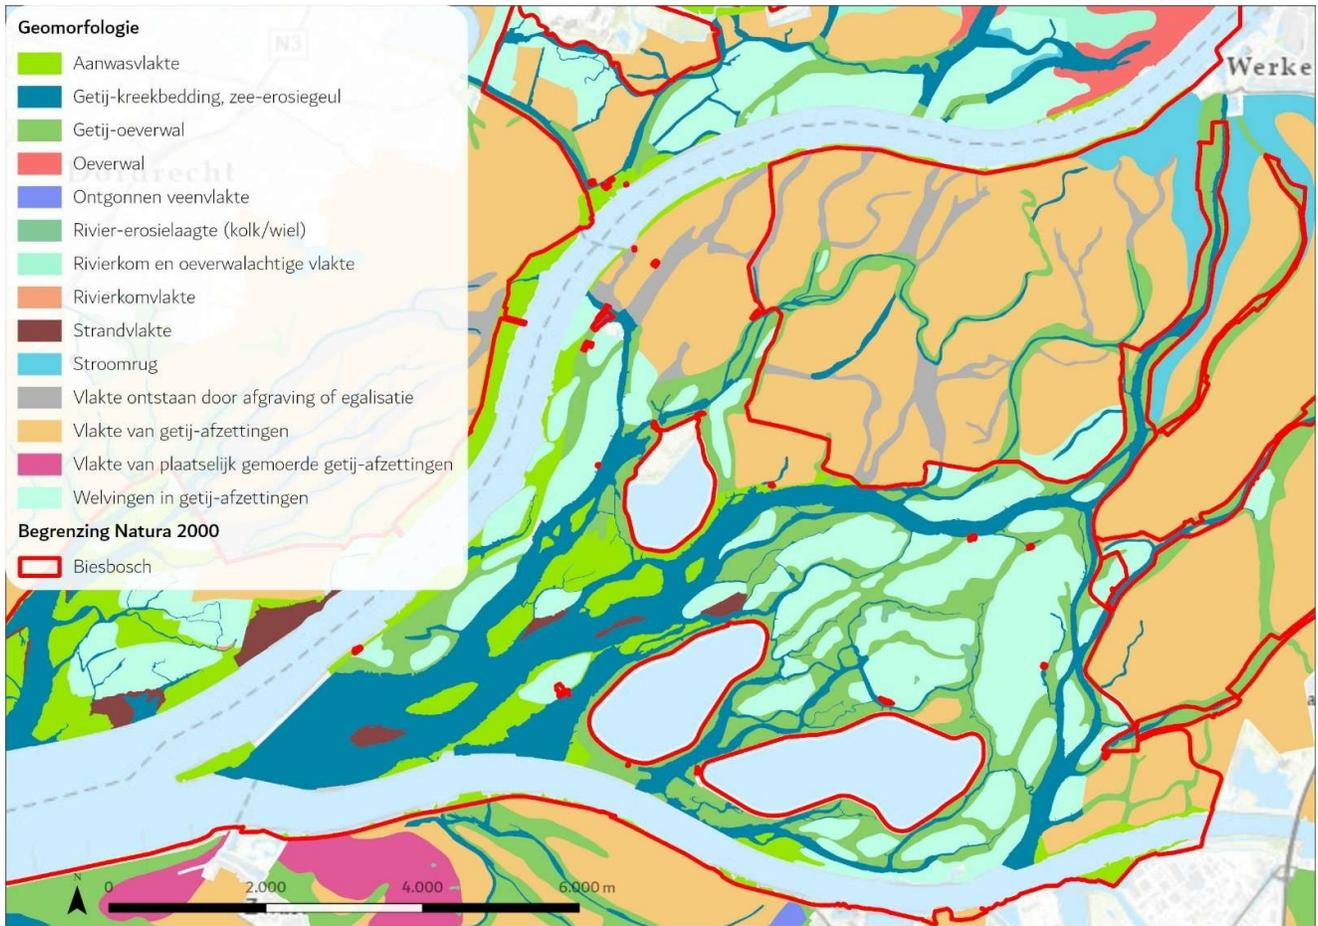 Geomorfologie
N3
Aanwasvlakte
Getij-kreekbedding, zee-erosiegeul
Getij-oeverwal
Oeverwal
Dordrecht
Ontgonnen veenvlakte
Rivier-erosielaagte (kolk/wiel)
Rivierkom en oeverwalachtige vlakte
Rivierkomvlakte
Strandvlakte
Stroomrug
Vlakte ontstaan door afgraving of egalisatie
Vlakte van getij-afzettingen
Vlakte van plaatselijk gemoerde getij-afzettingen
Welvingen in getij-afzettingen
Begrenzing Natura 2000
Biesbosch
Werke
N
0 2.000 4.000 6.000 m